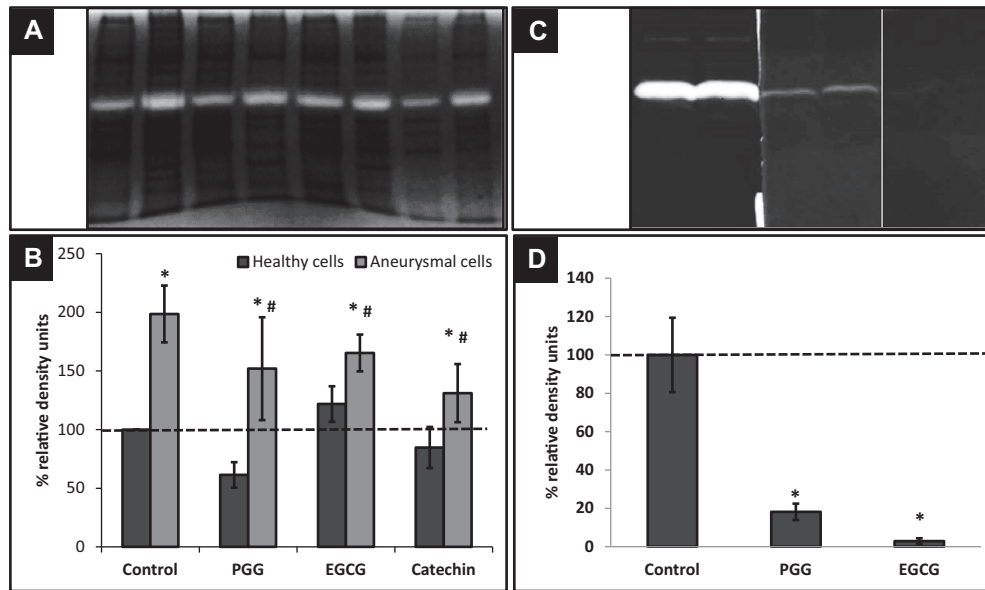 A
C
B
% relative density units
250
200
150
100
50
0
Healthy cells Aneurysmal cells
*
* #
* #
* #
Control PGG EGCG Catechin
D
% relative density units
140
120
100
80
60
40
20
0
*
*
Control PGG EGCG